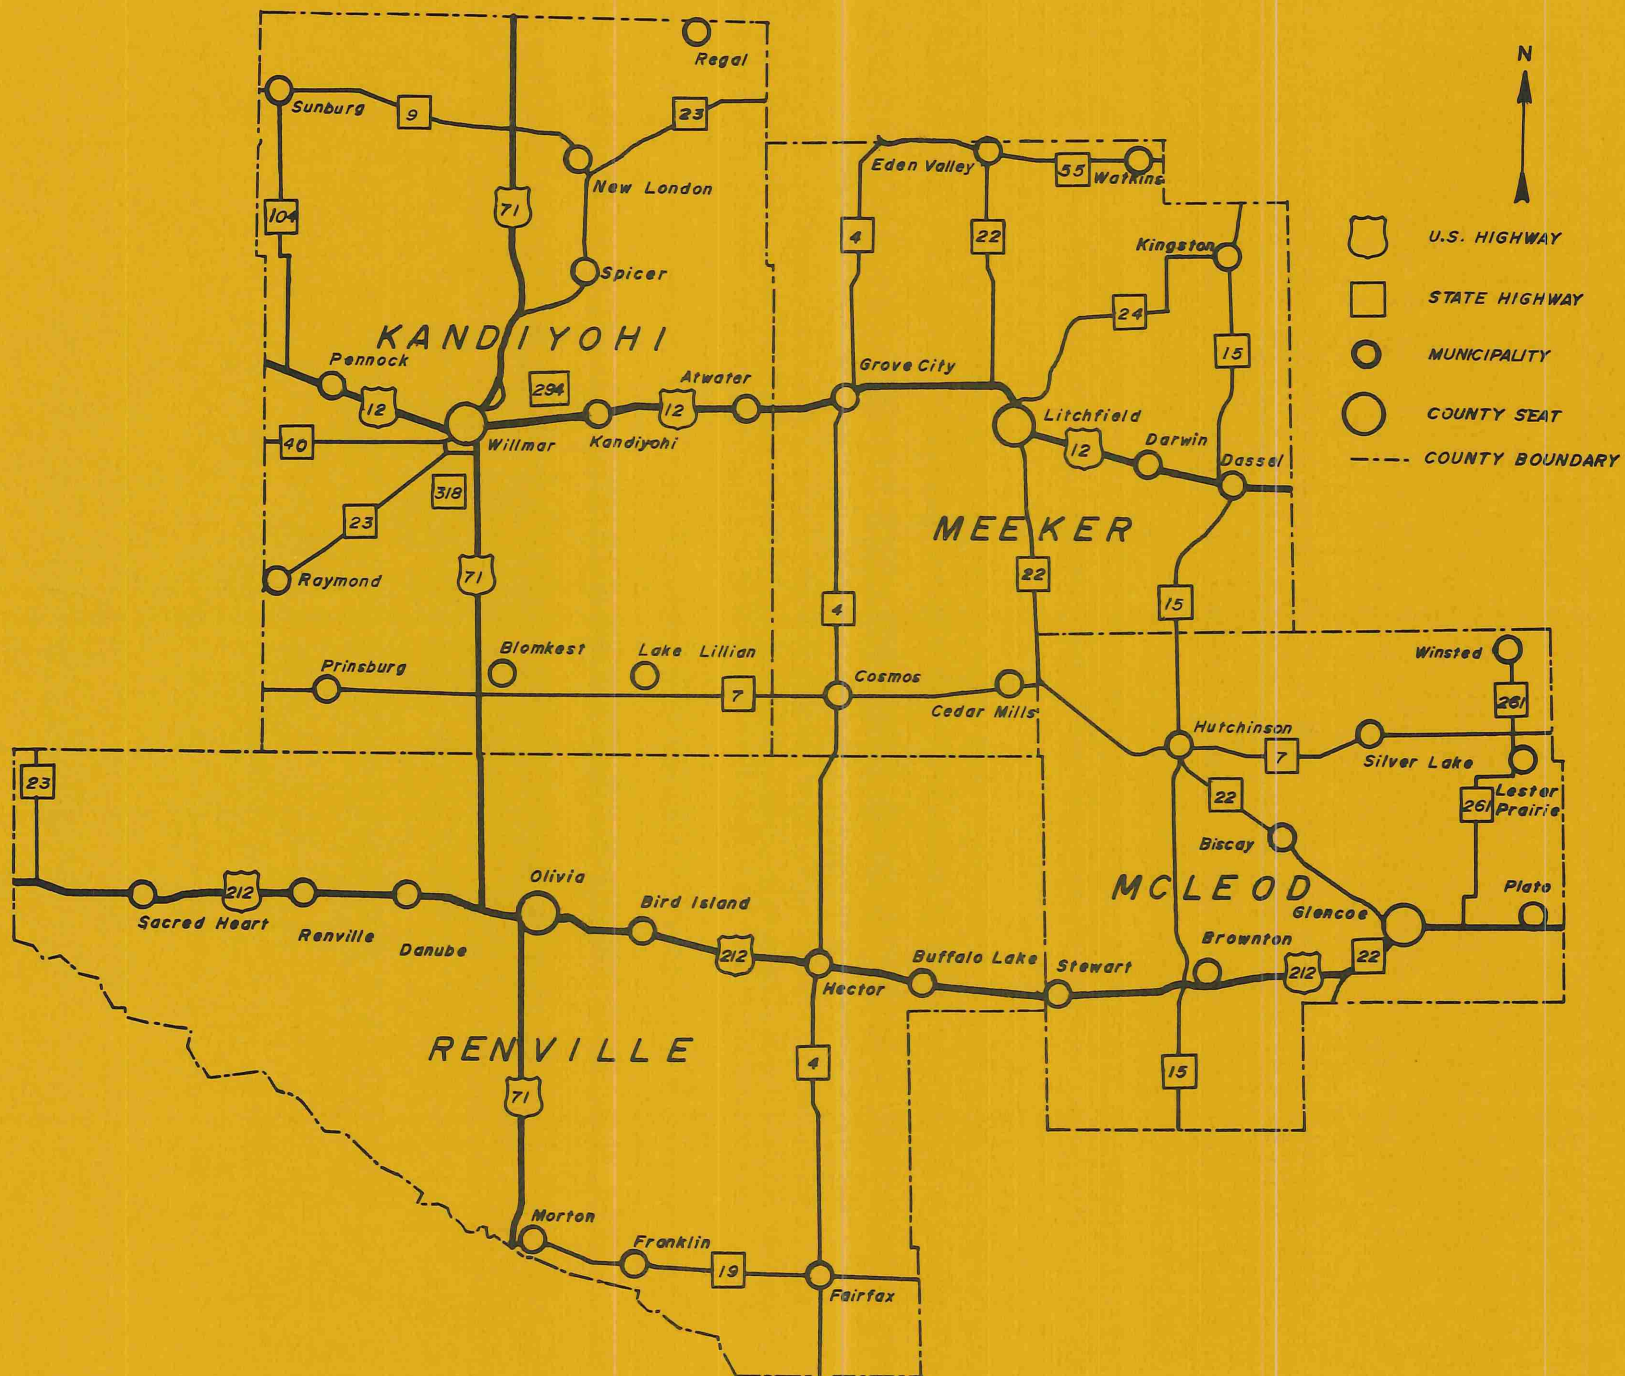 N
Regal
Sunburg
9
23
New London
104
71
Spicer
KANDIYOHI
Pennock
12
294
Atwater
12
Willmar
Kandiyohi
40
318
23
Raymond
71
Blomkest
Lake Lillian
Prinsburg
7
Eden Valley
55
Watkins
4
22
Kingston
24
15
Grove City
Litchfield
12
Darwin
Dassel
MEEKER
22
15
4
Cosmos
Cedar Mills
U.S. HIGHWAY
STATE HIGHWAY
MUNICIPALITY
COUNTY SEAT
COUNTY BOUNDARY
Winsted
261
Hutchinson
7
Silver Lake
22
261
Lester
Prairie
Biscay
MCLEOD
Glencoe
Plato
Brownton
22
212
Stewart
15
23
Olivia
Bird Island
212
Sacred Heart
Renville
Danube
212
Buffalo Lake
Hector
RENVILLE
4
71
Morton
Franklin
19
Fairfax